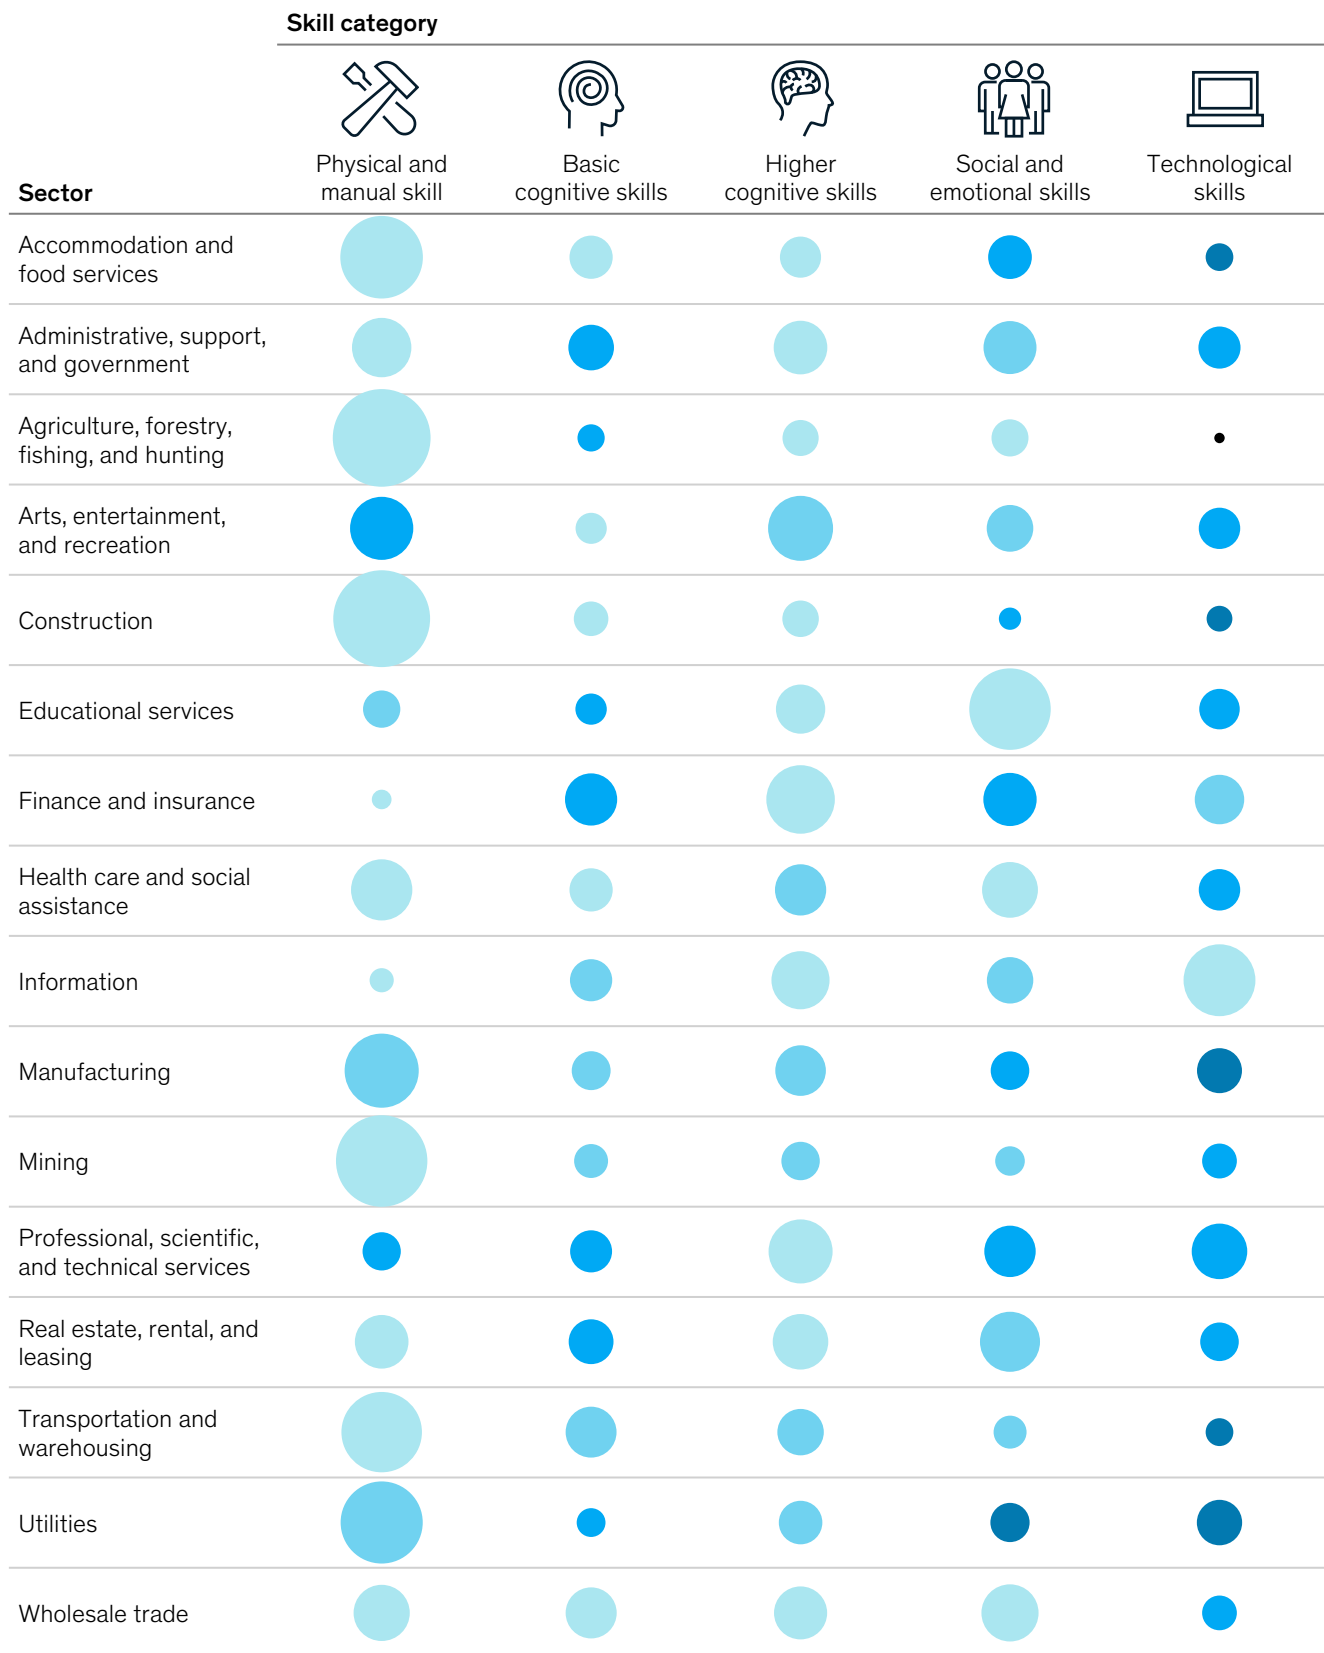 Skill category
Sector
Physical and
manual skill
Basic
cognitive skills
Higher
cognitive skills
Social and
emotional skills
Technological
skills
Accommodation and
food services
Administrative, support,
and government
Agriculture, forestry,
fishing, and hunting
Arts, entertainment,
and recreation
Construction
Educational services
Finance and insurance
Health care and social
assistance
Information
Manufacturing
Mining
Professional, scientific,
and technical services
Real estate, rental, and
leasing
Transportation and
warehousing
Utilities
Wholesale trade